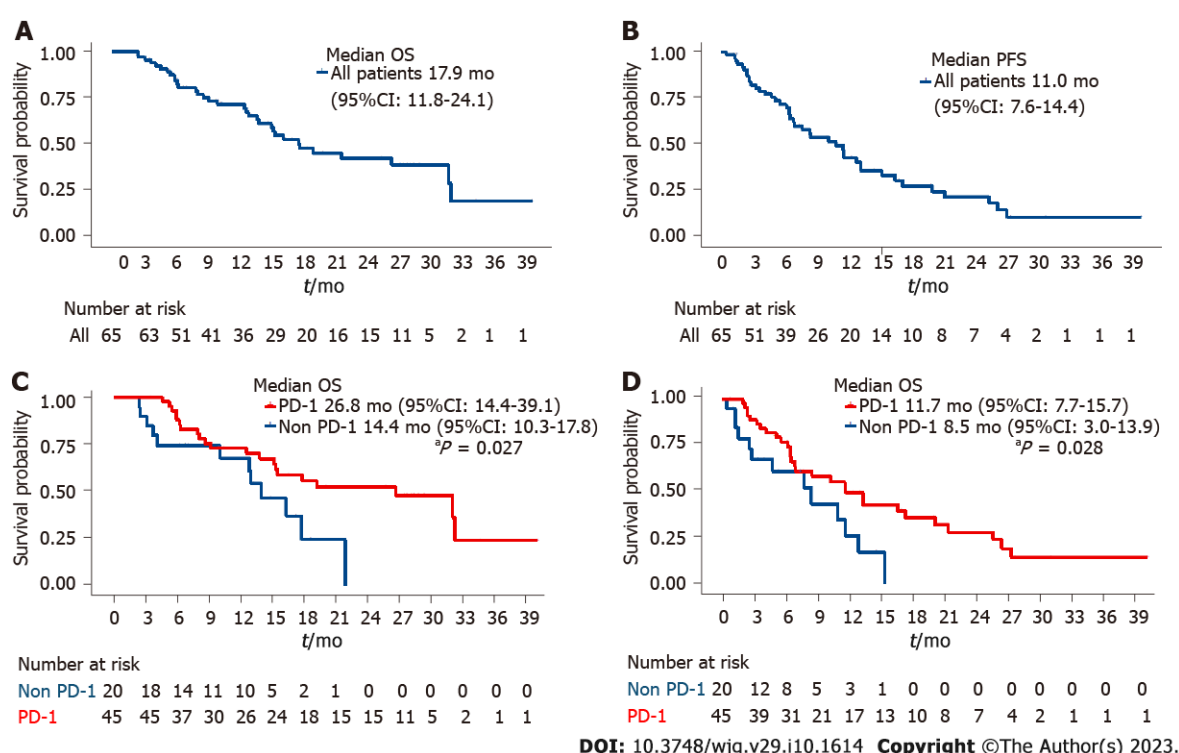 A
Median OS
All patients 17.9 mo
(95%CI: 11.8-24.1)
Survival probability
1.00
0.75
0.50
0.25
0.00
0 3 6 9 12 15 18 21 24 27 30 33 36 39
t/mo
Number at risk
All 65 63 51 41 36 29 20 16 15 11 5 2 1 1
B
Median PFS
All patients 11.0 mo
(95%CI: 7.6-14.4)
Survival probability
1.00
0.75
0.50
0.25
0.00
0 3 6 9 12 15 18 21 24 27 30 33 36 39
t/mo
Number at risk
All 65 51 39 26 20 14 10 8 7 4 2 1 1 1
C
Median OS
PD-1 26.8 mo (95%CI: 14.4-39.1)
Non PD-1 14.4 mo (95%CI: 10.3-17.8)
aP = 0.027
Survival probability
1.00
0.75
0.50
0.25
0.00
0 3 6 9 12 15 18 21 24 27 30 33 36 39
t/mo
Number at risk
Non PD-1 20 18 14 11 10 5 2 1 0 0 0 0 0 0
PD-1 45 45 37 30 26 24 18 15 15 11 5 2 1 1
D
Median OS
PD-1 11.7 mo (95%CI: 7.7-15.7)
Non PD-1 8.5 mo (95%CI: 3.0-13.9)
aP = 0.028
Survival probability
1.00
0.75
0.50
0.25
0.00
0 3 6 9 12 15 18 21 24 27 30 33 36 39
t/mo
Number at risk
Non PD-1 20 12 8 5 3 1 0 0 0 0 0 0 0 0
PD-1 45 39 31 21 17 13 10 8 7 4 2 1 1 1
DOI: 10.3748/wjg.v29.i10.1614 Copyright ©The Author(s) 2023.